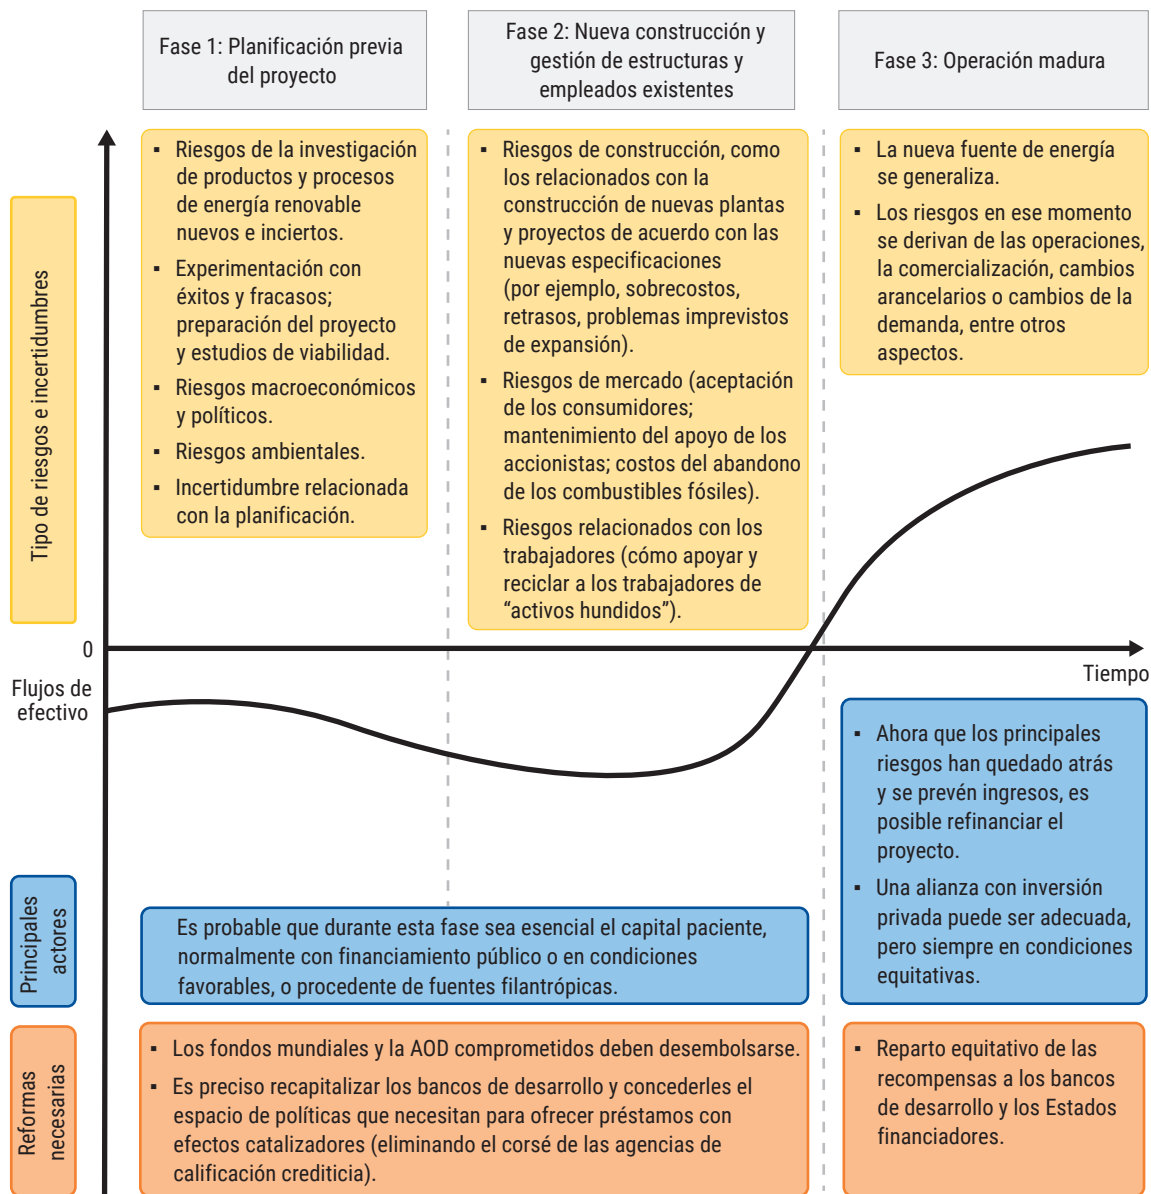 Fase 1: Planificación previa
del proyecto
Fase 2: Nueva construcción y
gestión de estructuras y
empleados existentes
Fase 3: Operación madura
Tipo de riesgos e incertidumbres
▪ Riesgos de la investigación
de productos y procesos
de energía renovable
nuevos e inciertos.
▪ Experimentación con
éxitos y fracasos;
preparación del proyecto
y estudios de viabilidad.
▪ Riesgos macroeconómicos
y políticos.
▪ Riesgos ambientales.
▪ Incertidumbre relacionada
con la planificación.
▪ Riesgos de construcción, como
los relacionados con la
construcción de nuevas plantas
y proyectos de acuerdo con las
nuevas especificaciones
(por ejemplo, sobrecostos,
retrasos, problemas imprevistos
de expansión).
▪ Riesgos de mercado (aceptación
de los consumidores;
mantenimiento del apoyo de los
accionistas; costos del abandono
de los combustibles fósiles).
▪ Riesgos relacionados con los
trabajadores (cómo apoyar y
reciclar a los trabajadores de
“activos hundidos”).
▪ La nueva fuente de energía
se generaliza.
▪ Los riesgos en ese momento
se derivan de las operaciones,
la comercialización, cambios
arancelarios o cambios de la
demanda, entre otros
aspectos.
0
Flujos de
efectivo
Tiempo
Principales
actores
Es probable que durante esta fase sea esencial el capital paciente,
normalmente con financiamiento público o en condiciones
favorables, o procedente de fuentes filantrópicas.
▪ Ahora que los principales
riesgos han quedado atrás
y se prevén ingresos, es
posible refinanciar el
proyecto.
▪ Una alianza con inversión
privada puede ser adecuada,
pero siempre en condiciones
equitativas.
Reformas
necesarias
▪ Los fondos mundiales y la AOD comprometidos deben desembolsarse.
▪ Es preciso recapitalizar los bancos de desarrollo y concederles el
espacio de políticas que necesitan para ofrecer préstamos con
efectos catalizadores (eliminando el corsé de las agencias de
calificación crediticia).
▪ Reparto equitativo de las
recompensas a los bancos
de desarrollo y los Estados
financiadores.